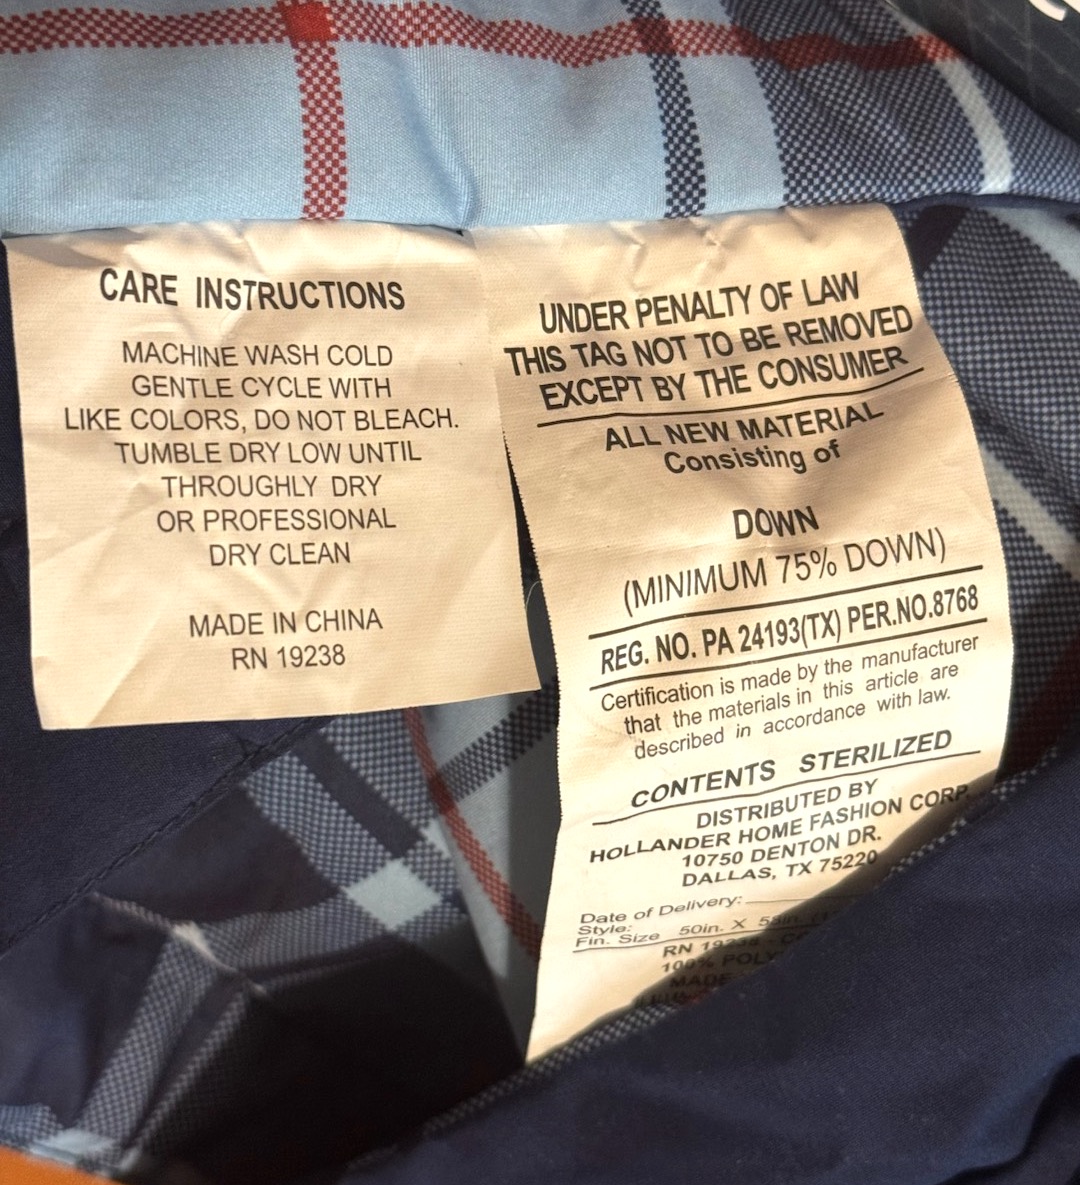 CARE INSTRUCTIONS
MACHINE WASH COLD
GENTLE CYCLE WITH
LIKE COLORS, DO NOT BLEACH.
TUMBLE DRY LOW UNTIL
THROUGHLY DRY
OR PROFESSIONAL
DRY CLEAN
MADE IN CHINA
RN 19238
UNDER PENALTY OF LAW
THIS TAG NOT TO BE REMOVED
EXCEPT BY THE CONSUMER
ALL NEW MATERIAL
Consisting of
DOWN
(MINIMUM 75% DOWN)
REG. NO. PA 24193(TX) PER.NO.8768
Certification is made by the manufacturer
that the materials in this article are
described in accordance with law.
CONTENTS STERILIZED
DISTRIBUTED BY
HOLLANDER HOME FASHION CORP.
10750 DENTON DR.
DALLAS, TX 75220
Date of Delivery:
Style:
Fin. Size 50in. X
RN 19238
100% POLY
MADE